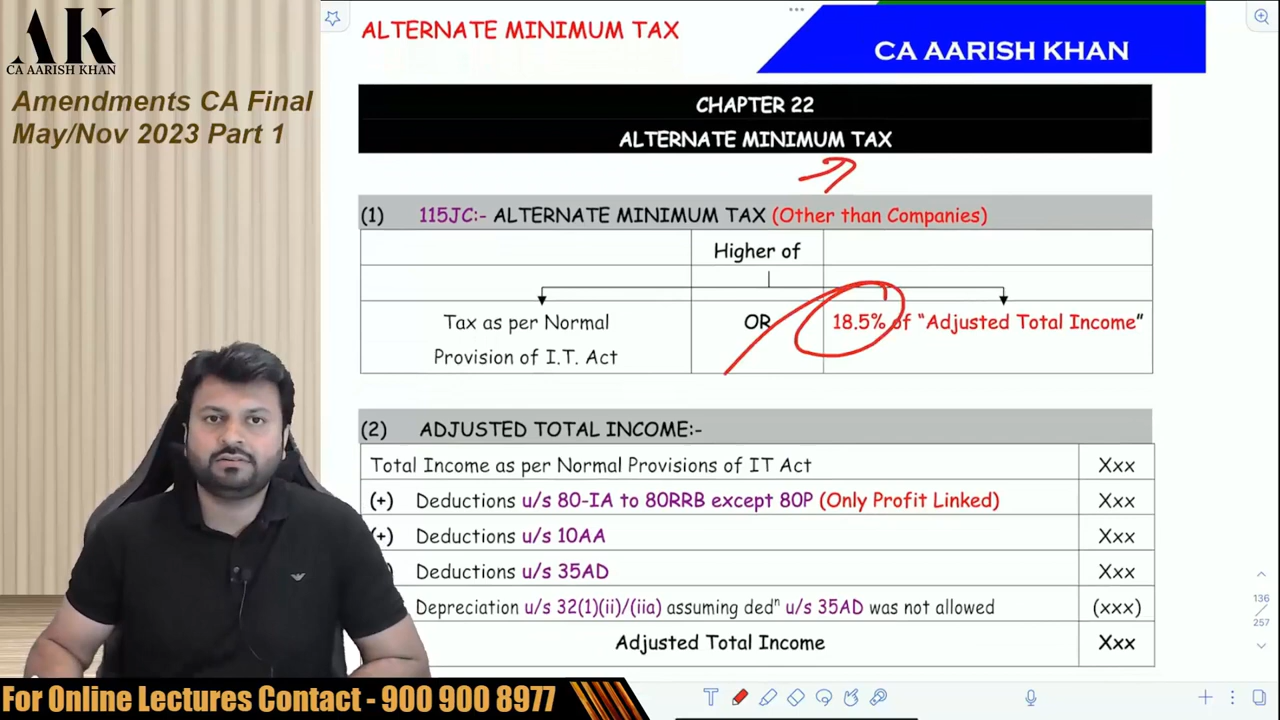 AK
CA AARISH KHAN
Amendments CA Final
May/Nov 2023 Part 1
ALTERNATE MINIMUM TAX
CA AARISH KHAN
CHAPTER 22
ALTERNATE MINIMUM TAX
(1) 115JC:- ALTERNATE MINIMUM TAX (Other than Companies)
Higher of
Tax as per Normal OR 18.5% of “Adjusted Total Income”
Provision of I.T. Act
(2) ADJUSTED TOTAL INCOME:-
Total Income as per Normal Provisions of IT Act Xxx
(+) Deductions u/s 80-IA to 80RRB except 80P (Only Profit Linked) Xxx
(+) Deductions u/s 10AA Xxx
Deductions u/s 35AD Xxx
Depreciation u/s 32(1)(ii)/(iia) assuming dedⁿ u/s 35AD was not allowed (xxx)
Adjusted Total Income Xxx
136
257
For Online Lectures Contact - 900 900 8977